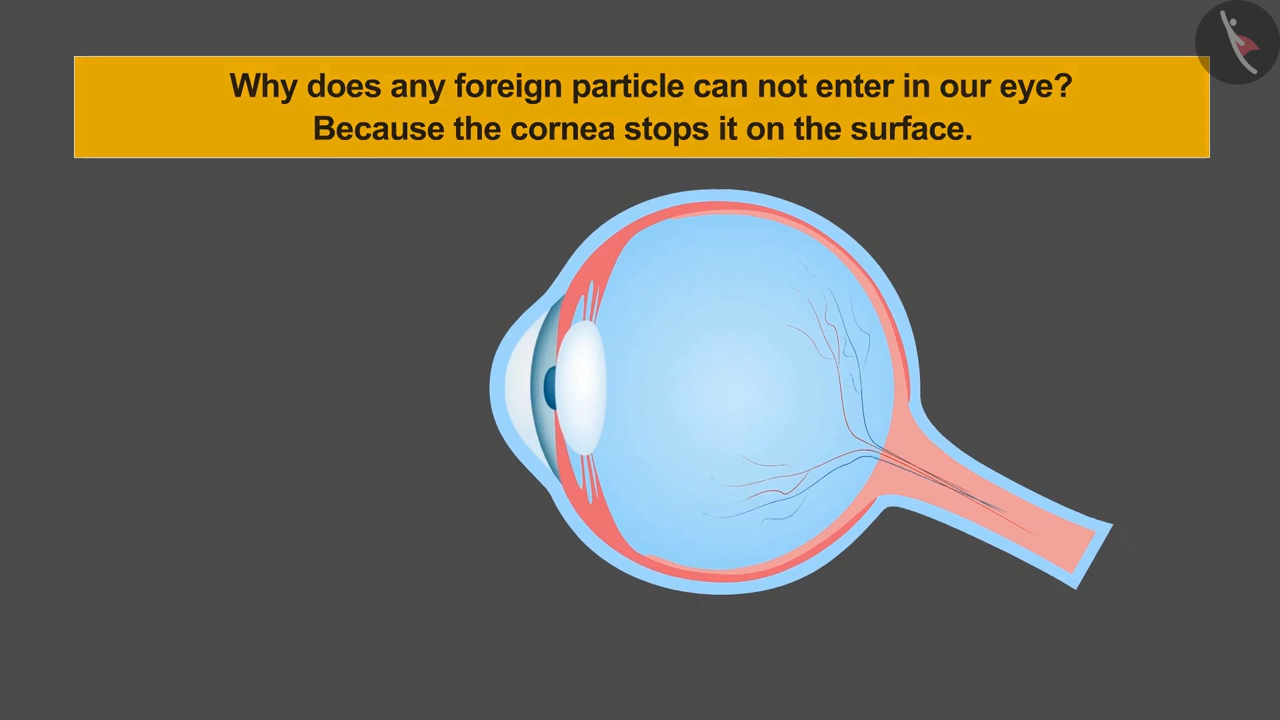 Why does any foreign particle can not enter in our eye?
Because the cornea stops it on the surface.